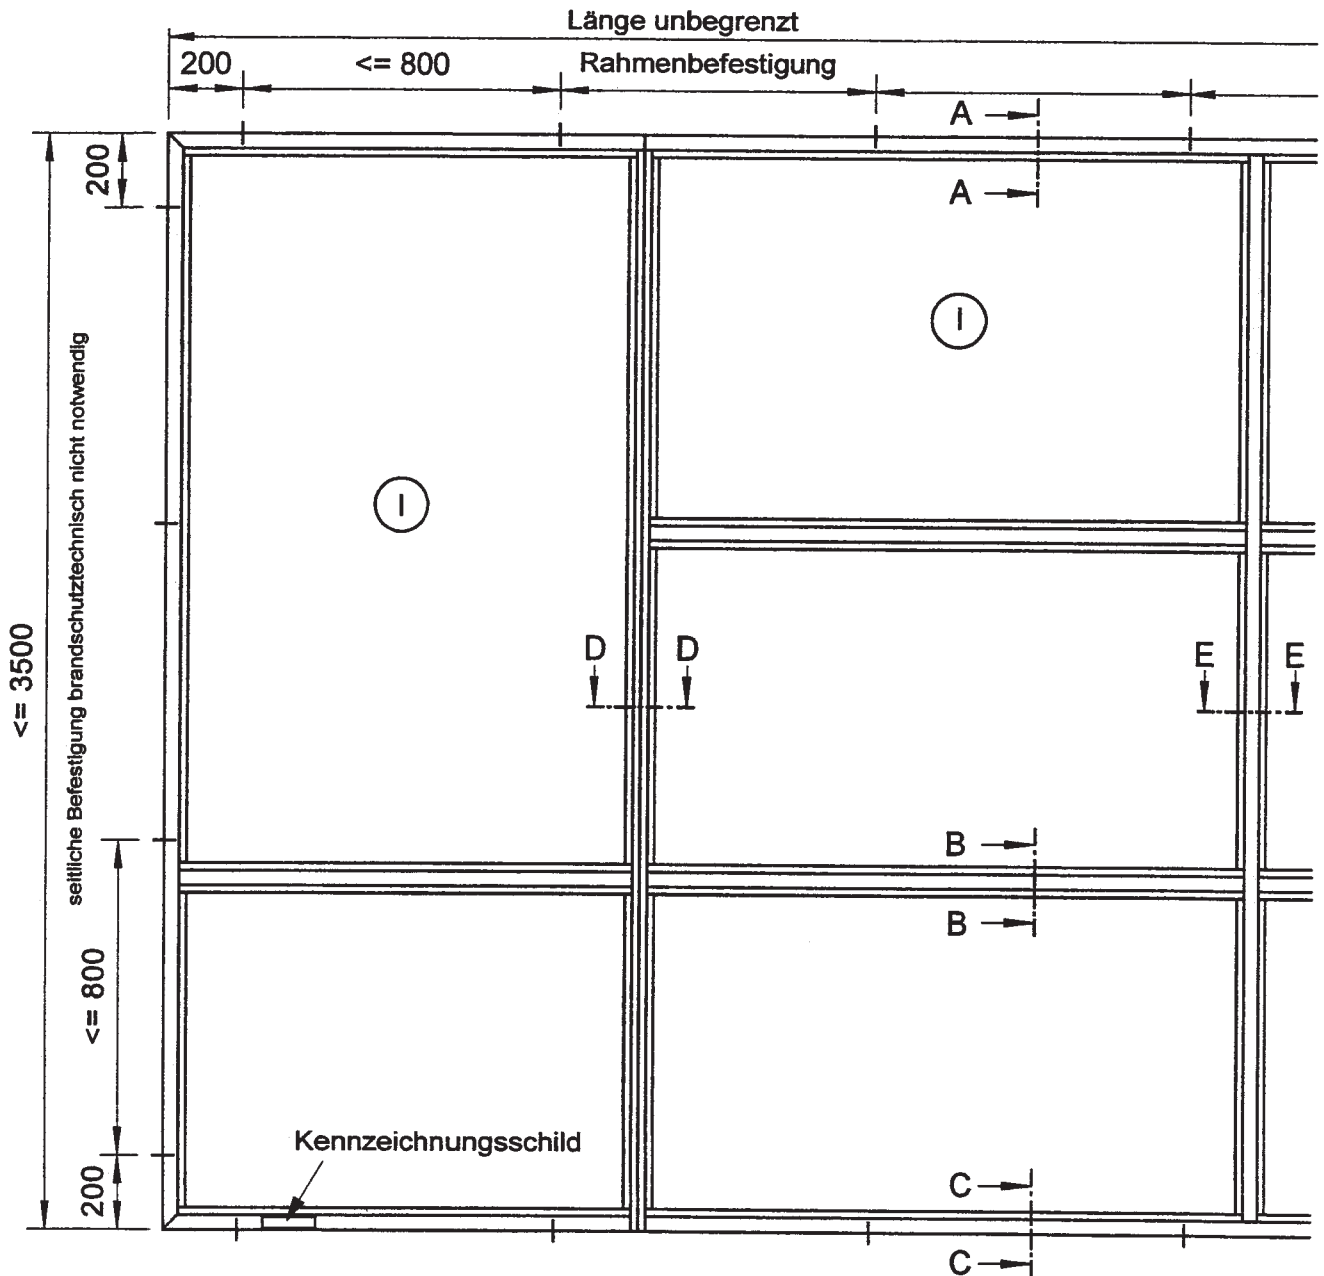 Länge unbegrenzt
200
<= 800
Rahmenbefestigung
A
A
200
I
I
seitliche Befestigung brandschutztechnisch nicht notwendig
<= 3500
D
D
E
E
B
B
<= 800
Kennzeichnungsschild
200
C
C